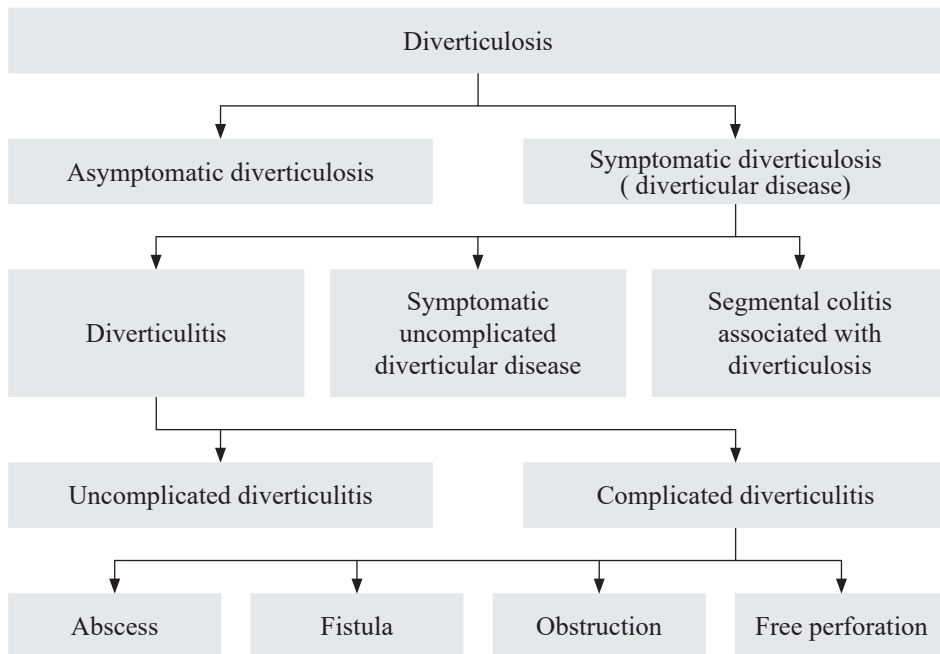 Diverticulosis
Asymptomatic diverticulosis
Symptomatic diverticulosis
( diverticular disease)
Diverticulitis
Symptomatic
uncomplicated
diverticular disease
Segmental colitis
associated with
diverticulosis
Uncomplicated diverticulitis
Complicated diverticulitis
Abscess
Fistula
Obstruction
Free perforation